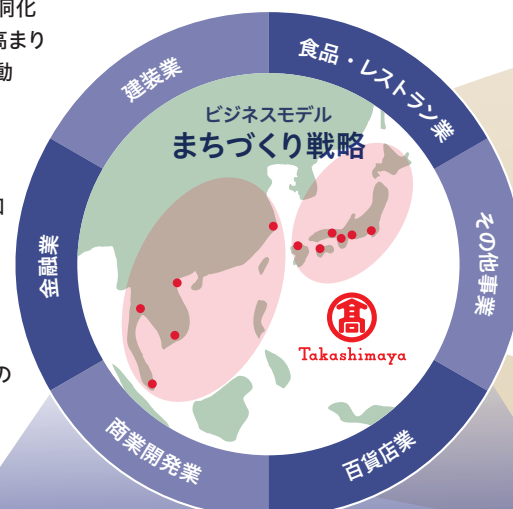 洞化
高まり
動
の
建装業
食品・レストラン業
その他事業
百貨店業
商業開発業
金融業
ビジネスモデル
まちづくり戦略
髙
Takashimaya